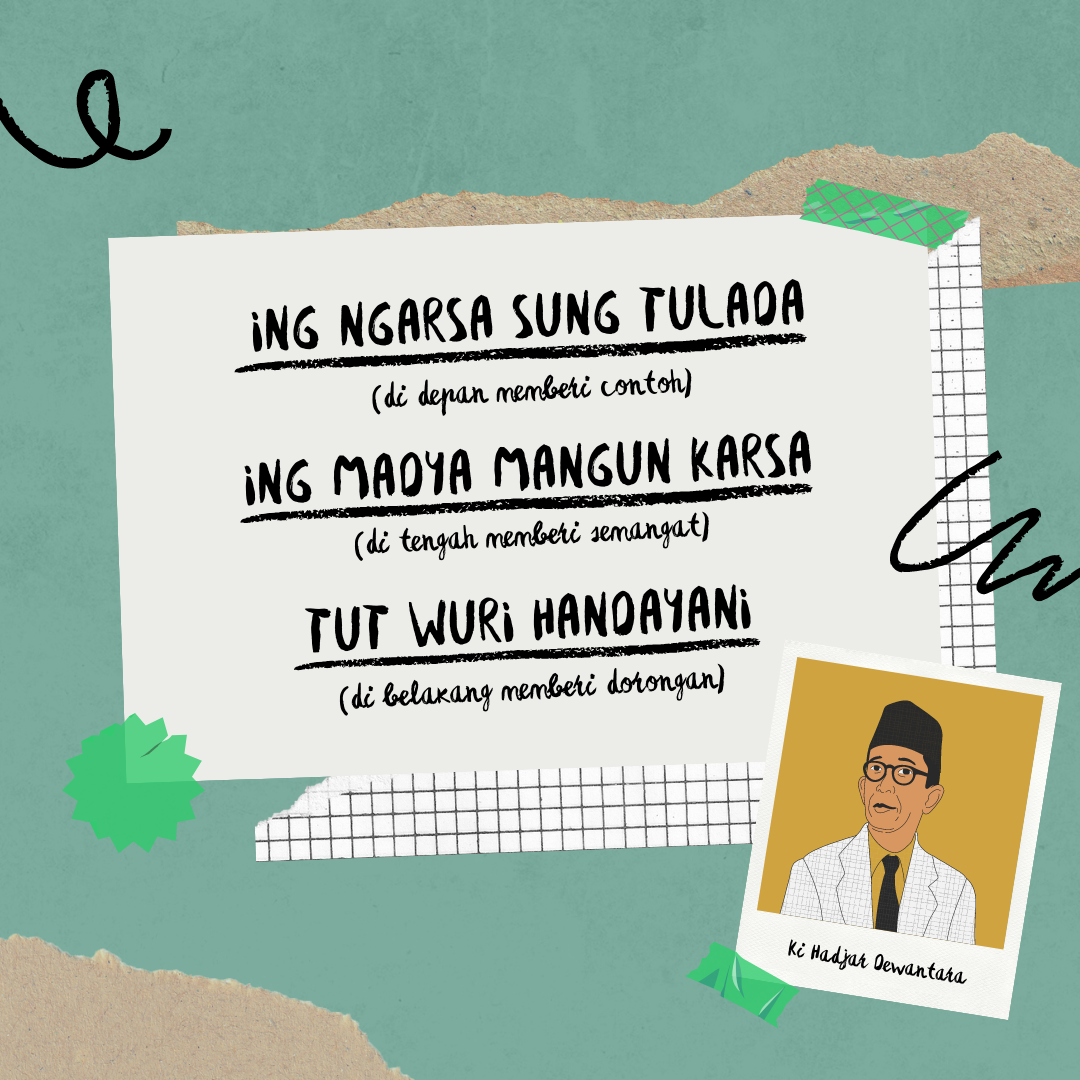 iNG NGARSA SUNG TULADA
(di depan memberi contoh)
iNG MADYA MANGUN KARSA
(di tengah memberi semangat)
TUT WURi HANDAYANi
(di belakang memberi dorongan)
Ki Hadjar Dewantara